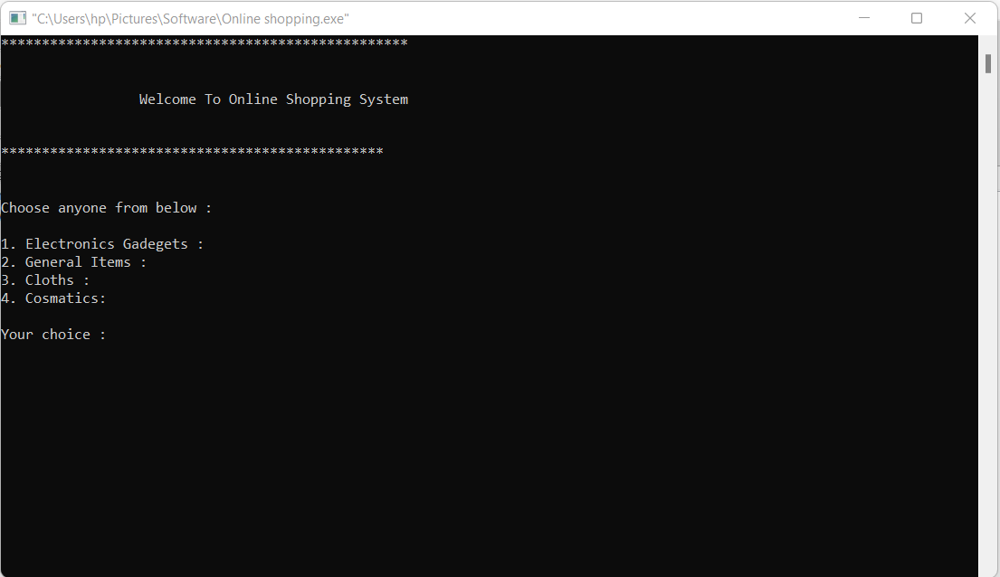 "C:\Users\hp\Pictures\Software\Online shopping.exe"
**************************************************
Welcome To Online Shopping System
***********************************************
Choose anyone from below :
1. Electronics Gadegets :
2. General Items :
3. Cloths :
4. Cosmatics:
Your choice :